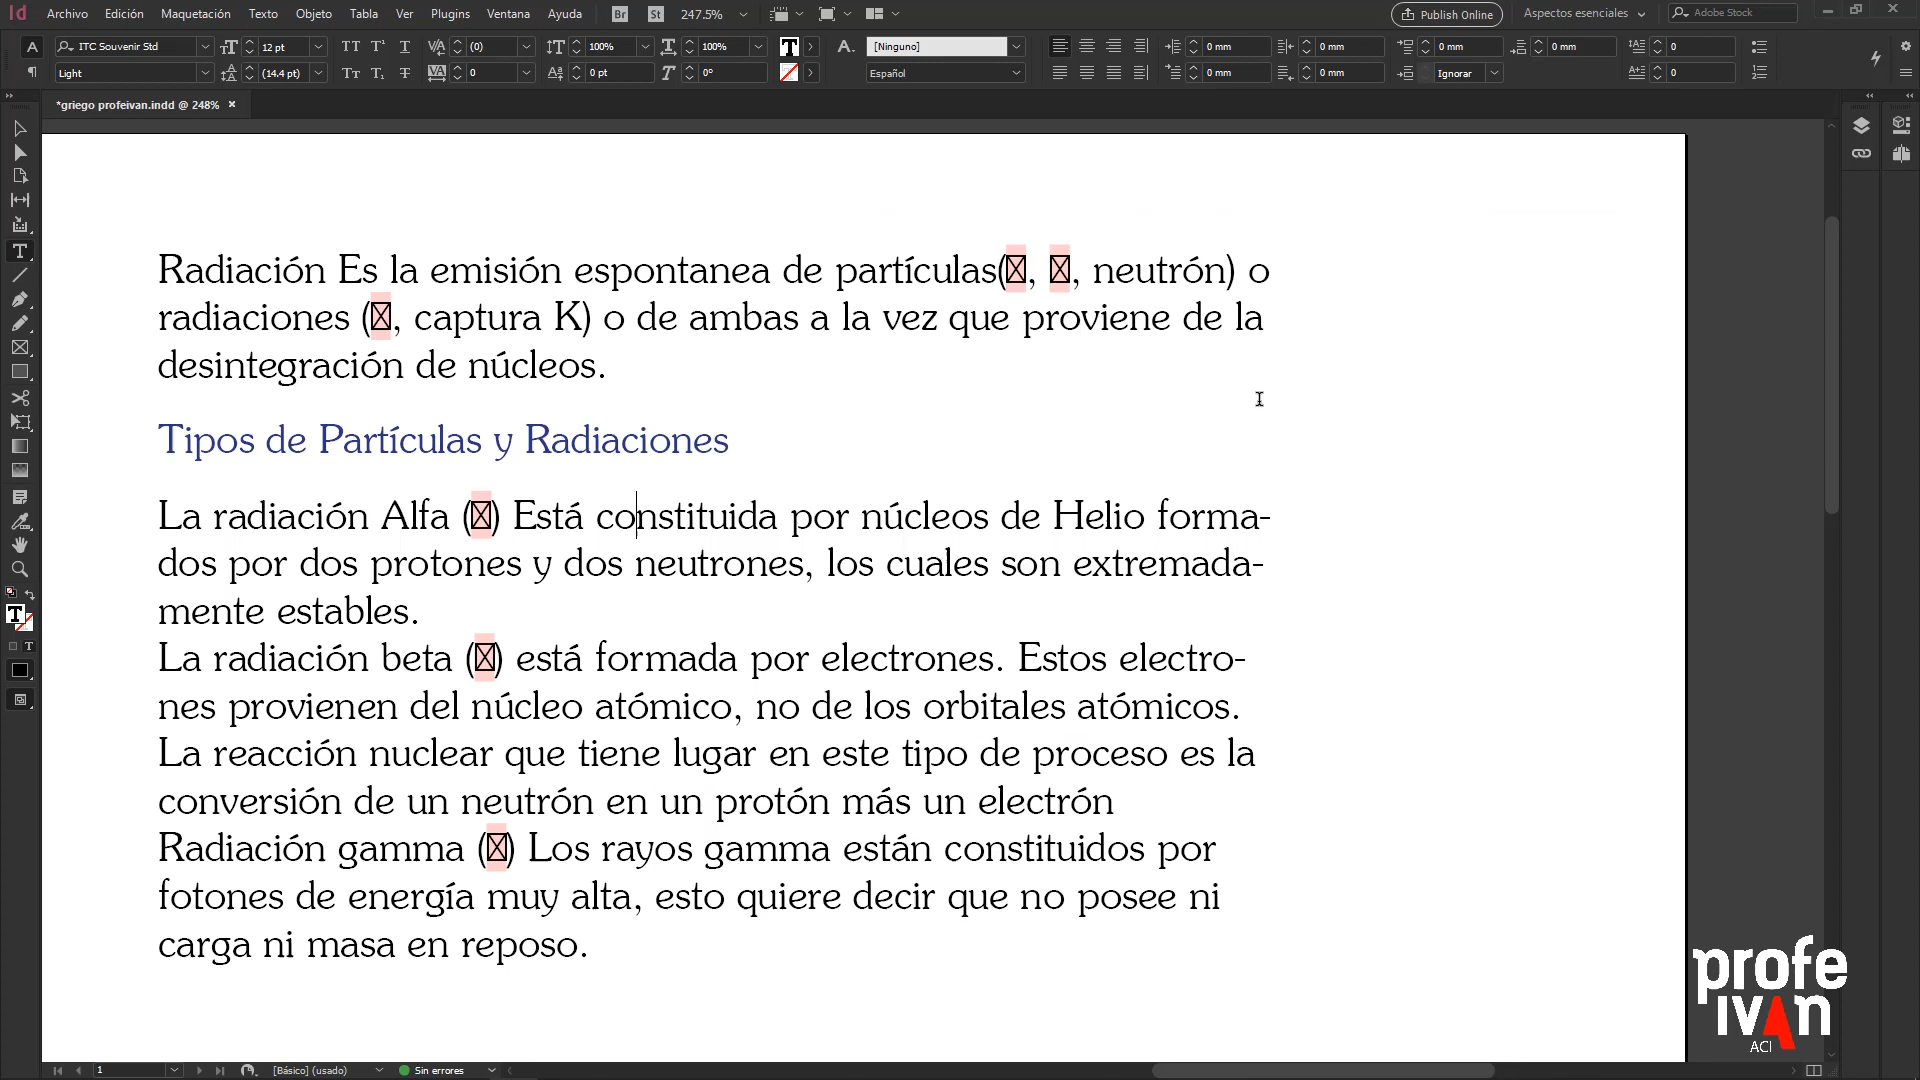 Id Archivo Edición Maquetación Texto Objeto Tabla Ver Plugins Ventana Ayuda Br St 247.5% Publish Online Aspectos esenciales Adobe Stock
ITC Souvenir Std 12 pt (0) 100% 100% [Ninguno] 0 mm 0 mm 0 mm 0 mm 0
Light (14.4 pt) 0 0 pt 0° Español 0 mm 0 mm Ignorar 0
*griego profeivan.indd @ 248%
Radiación Es la emisión espontanea de partículas(☒, ☒, neutrón) o
radiaciones (☒, captura K) o de ambas a la vez que proviene de la
desintegración de núcleos.
Tipos de Partículas y Radiaciones
La radiación Alfa (☒) Está constituida por núcleos de Helio forma-
dos por dos protones y dos neutrones, los cuales son extremada-
mente estables.
La radiación beta (☒) está formada por electrones. Estos electro-
nes provienen del núcleo atómico, no de los orbitales atómicos.
La reacción nuclear que tiene lugar en este tipo de proceso es la
conversión de un neutrón en un protón más un electrón
Radiación gamma (☒) Los rayos gamma están constituidos por
fotones de energía muy alta, esto quiere decir que no posee ni
carga ni masa en reposo.
profe
ivan
ACI
1 [Básico] (usado) Sin errores